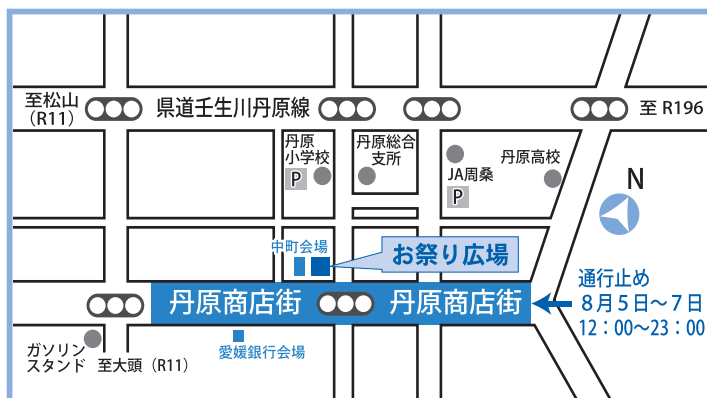 至松山
（R11）
県道壬生川丹原線
至 R196
丹原
小学校
P
丹原総合
支所
JA周桑
P
丹原高校
N
中町会場
お祭り広場
丹原商店街
丹原商店街
通行止め
８月５日〜７日
12：00〜23：00
ガソリン
スタンド
至大頭（R11）
愛媛銀行会場